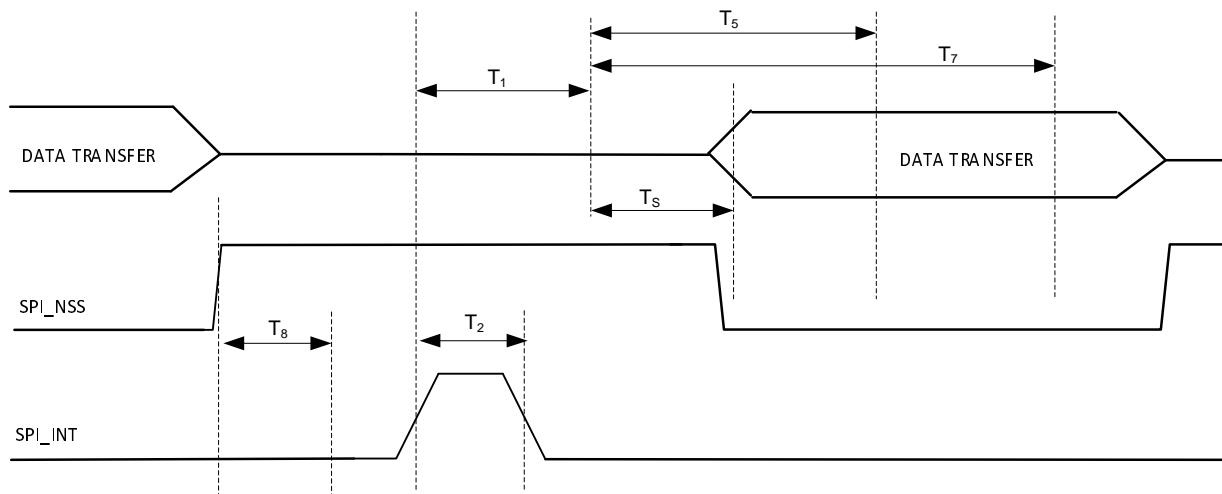 T5
T7
T1
DATA TRANSFER
DATA TRANSFER
TS
SPI_NSS
T8
T2
SPI_INT